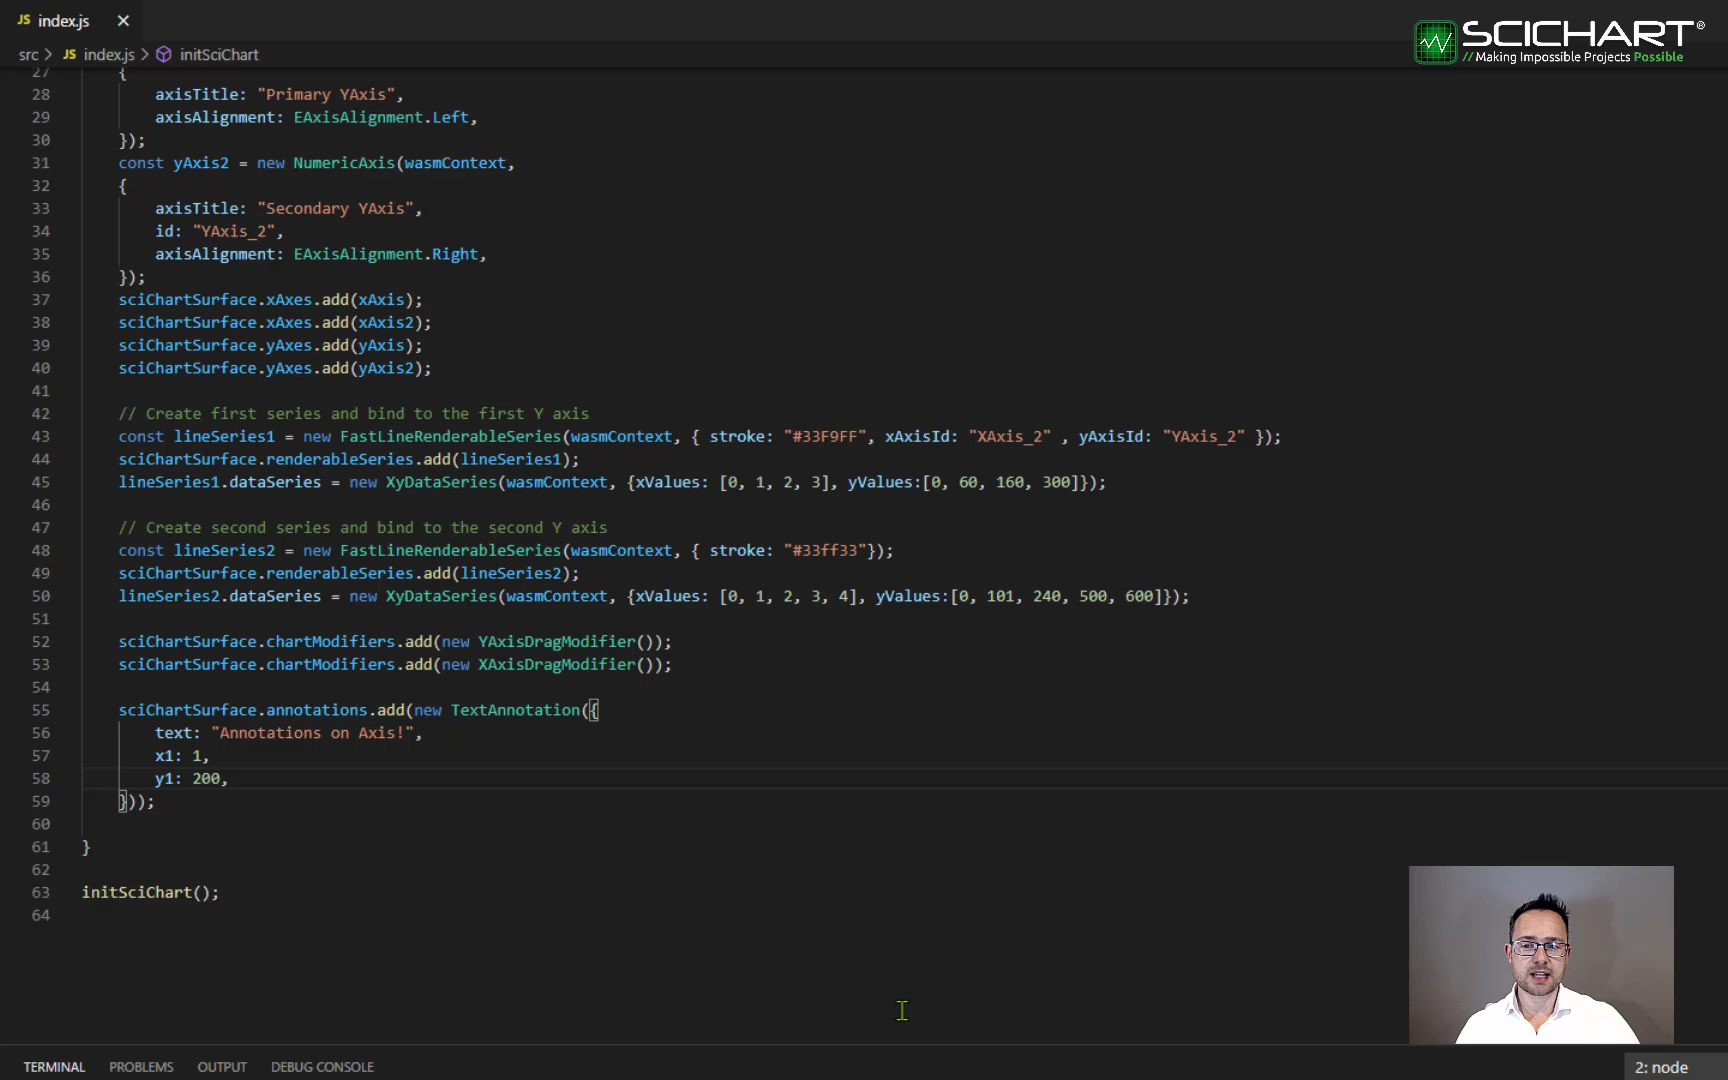 JS index.js ×
SCICHART®
// Making Impossible Projects Possible
src > JS index.js > initSciChart
27 {
28 axisTitle: "Primary YAxis",
29 axisAlignment: EAxisAlignment.Left,
30 });
31 const yAxis2 = new NumericAxis(wasmContext,
32 {
33 axisTitle: "Secondary YAxis",
34 id: "YAxis_2",
35 axisAlignment: EAxisAlignment.Right,
36 });
37 sciChartSurface.xAxes.add(xAxis);
38 sciChartSurface.xAxes.add(xAxis2);
39 sciChartSurface.yAxes.add(yAxis);
40 sciChartSurface.yAxes.add(yAxis2);
41
42 // Create first series and bind to the first Y axis
43 const lineSeries1 = new FastLineRenderableSeries(wasmContext, { stroke: "#33F9FF", xAxisId: "XAxis_2" , yAxisId: "YAxis_2" });
44 sciChartSurface.renderableSeries.add(lineSeries1);
45 lineSeries1.dataSeries = new XyDataSeries(wasmContext, {xValues: [0, 1, 2, 3], yValues:[0, 60, 160, 300]});
46
47 // Create second series and bind to the second Y axis
48 const lineSeries2 = new FastLineRenderableSeries(wasmContext, { stroke: "#33ff33"});
49 sciChartSurface.renderableSeries.add(lineSeries2);
50 lineSeries2.dataSeries = new XyDataSeries(wasmContext, {xValues: [0, 1, 2, 3, 4], yValues:[0, 101, 240, 500, 600]});
51
52 sciChartSurface.chartModifiers.add(new YAxisDragModifier());
53 sciChartSurface.chartModifiers.add(new XAxisDragModifier());
54
55 sciChartSurface.annotations.add(new TextAnnotation({
56 text: "Annotations on Axis!",
57 x1: 1,
58 y1: 200,
59 }));
60
61 }
62
63 initSciChart();
64
TERMINAL PROBLEMS OUTPUT DEBUG CONSOLE 2: node